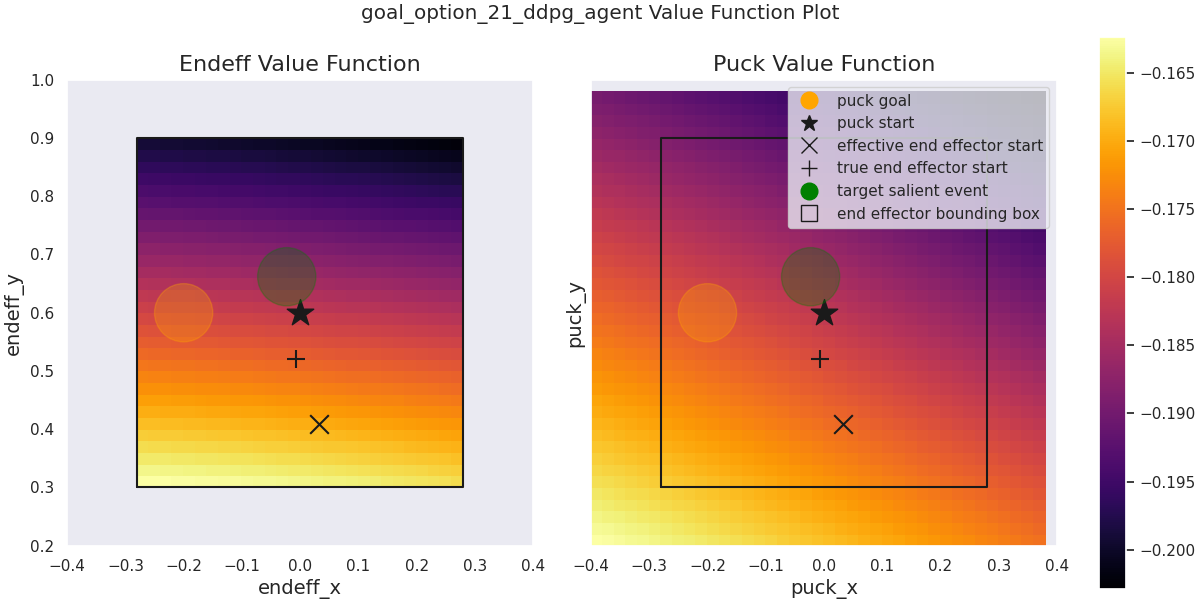 goal_option_21_ddpg_agent Value Function Plot
Endeff Value Function
1.0
0.9
0.8
0.7
0.6
0.5
0.4
0.3
0.2
endeff_y
−0.4 −0.3 −0.2 −0.1 0.0 0.1 0.2 0.3 0.4
endeff_x
Puck Value Function
puck goal
puck start
effective end effector start
true end effector start
target salient event
end effector bounding box
puck_y
−0.4 −0.3 −0.2 −0.1 0.0 0.1 0.2 0.3 0.4
puck_x
−0.165
−0.170
−0.175
−0.180
−0.185
−0.190
−0.195
−0.200